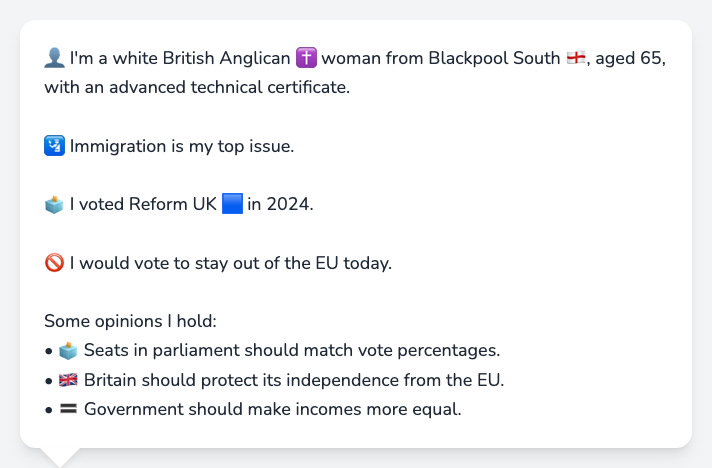 👤 I'm a white British Anglican ✝️ woman from Blackpool South 🏴󠁧󠁢󠁥󠁮󠁧󠁿, aged 65,
with an advanced technical certificate.
🛂 Immigration is my top issue.
🗳️ I voted Reform UK 🟦 in 2024.
🚫 I would vote to stay out of the EU today.
Some opinions I hold:
• 🗳️ Seats in parliament should match vote percentages.
• 🇬🇧 Britain should protect its independence from the EU.
• 🟰 Government should make incomes more equal.